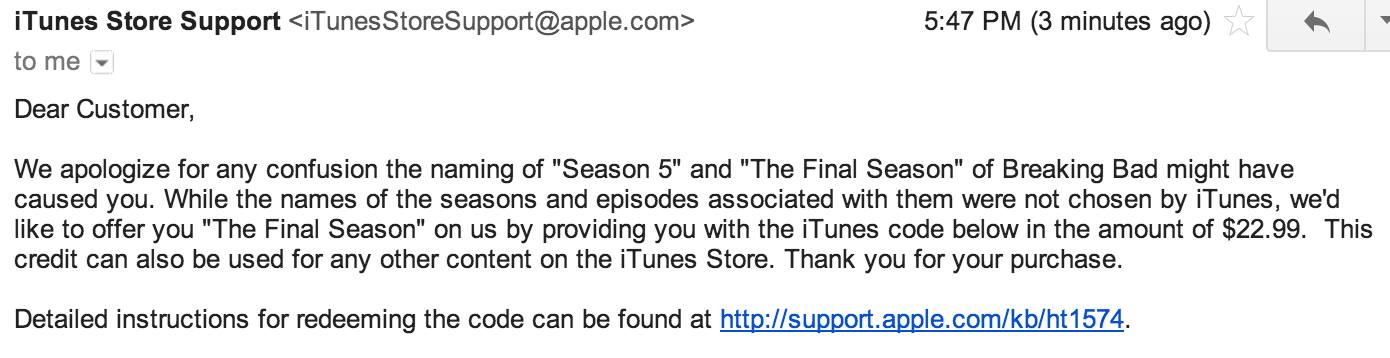 iTunes Store Support <iTunesStoreSupport@apple.com> 5:47 PM (3 minutes ago)
to me
Dear Customer,
We apologize for any confusion the naming of "Season 5" and "The Final Season" of Breaking Bad might have
caused you. While the names of the seasons and episodes associated with them were not chosen by iTunes, we'd
like to offer you "The Final Season" on us by providing you with the iTunes code below in the amount of $22.99.  This
credit can also be used for any other content on the iTunes Store. Thank you for your purchase.
Detailed instructions for redeeming the code can be found at http://support.apple.com/kb/ht1574.